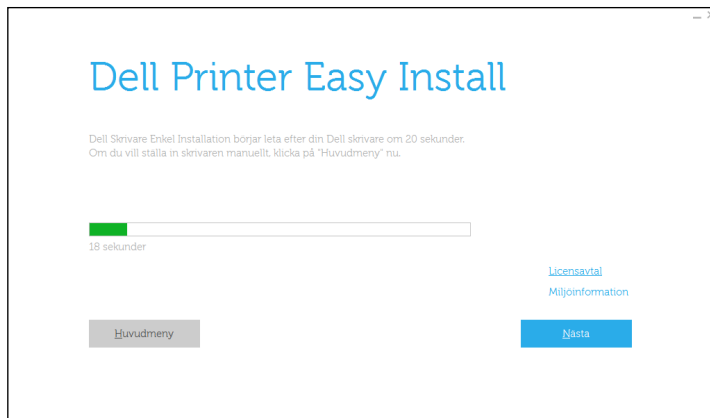 Dell Printer Easy Install
Dell Skrivare Enkel Installation börjar leta efter din Dell skrivare om 20 sekunder.
Om du vill ställa in skrivaren manuellt, klicka på "Huvudmeny" nu.
18 sekunder
Licensavtal
Miljöinformation
Huvudmeny
Nästa